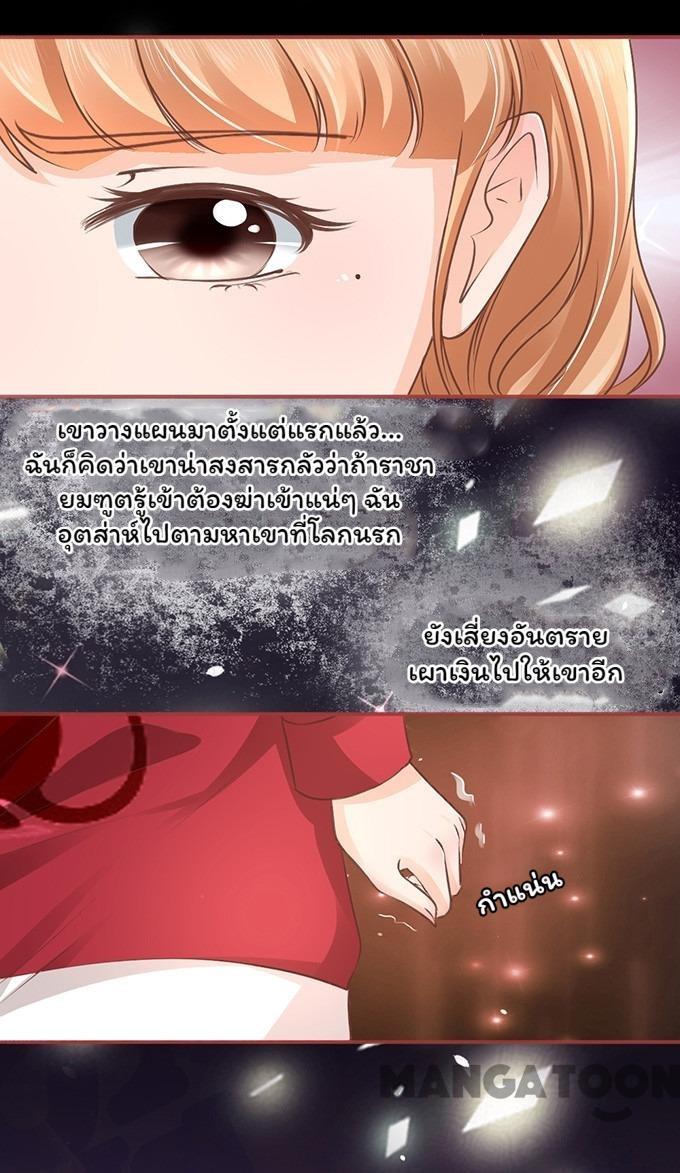 เขาวางแผนมาตั้งแต่แรกแล้ว...
ฉันก็คิดว่าเขาน่าสงสารกลัวว่าถ้าราชา
ยมฑูตรู้เข้าต้องฆ่าเข้าแน่ๆ ฉัน
อุตส่าห์ไปตามหาเขาที่โลกนรก
ยังเสี่ยงอันตราย
เผาเงินไปให้เขาอีก
กำแน่น
MANGATOON